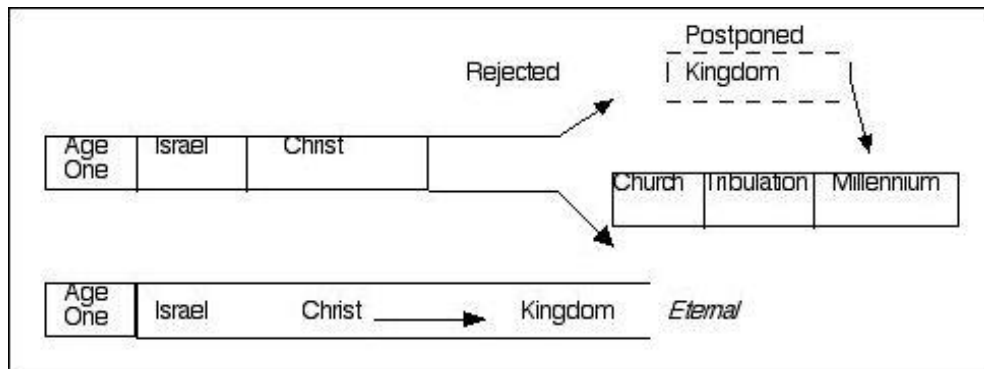 Postponed
Rejected
Kingdom
Age One
Israel
Christ
Church
Tribulation
Millennium
Age One
Israel
Christ
Kingdom
Eternal